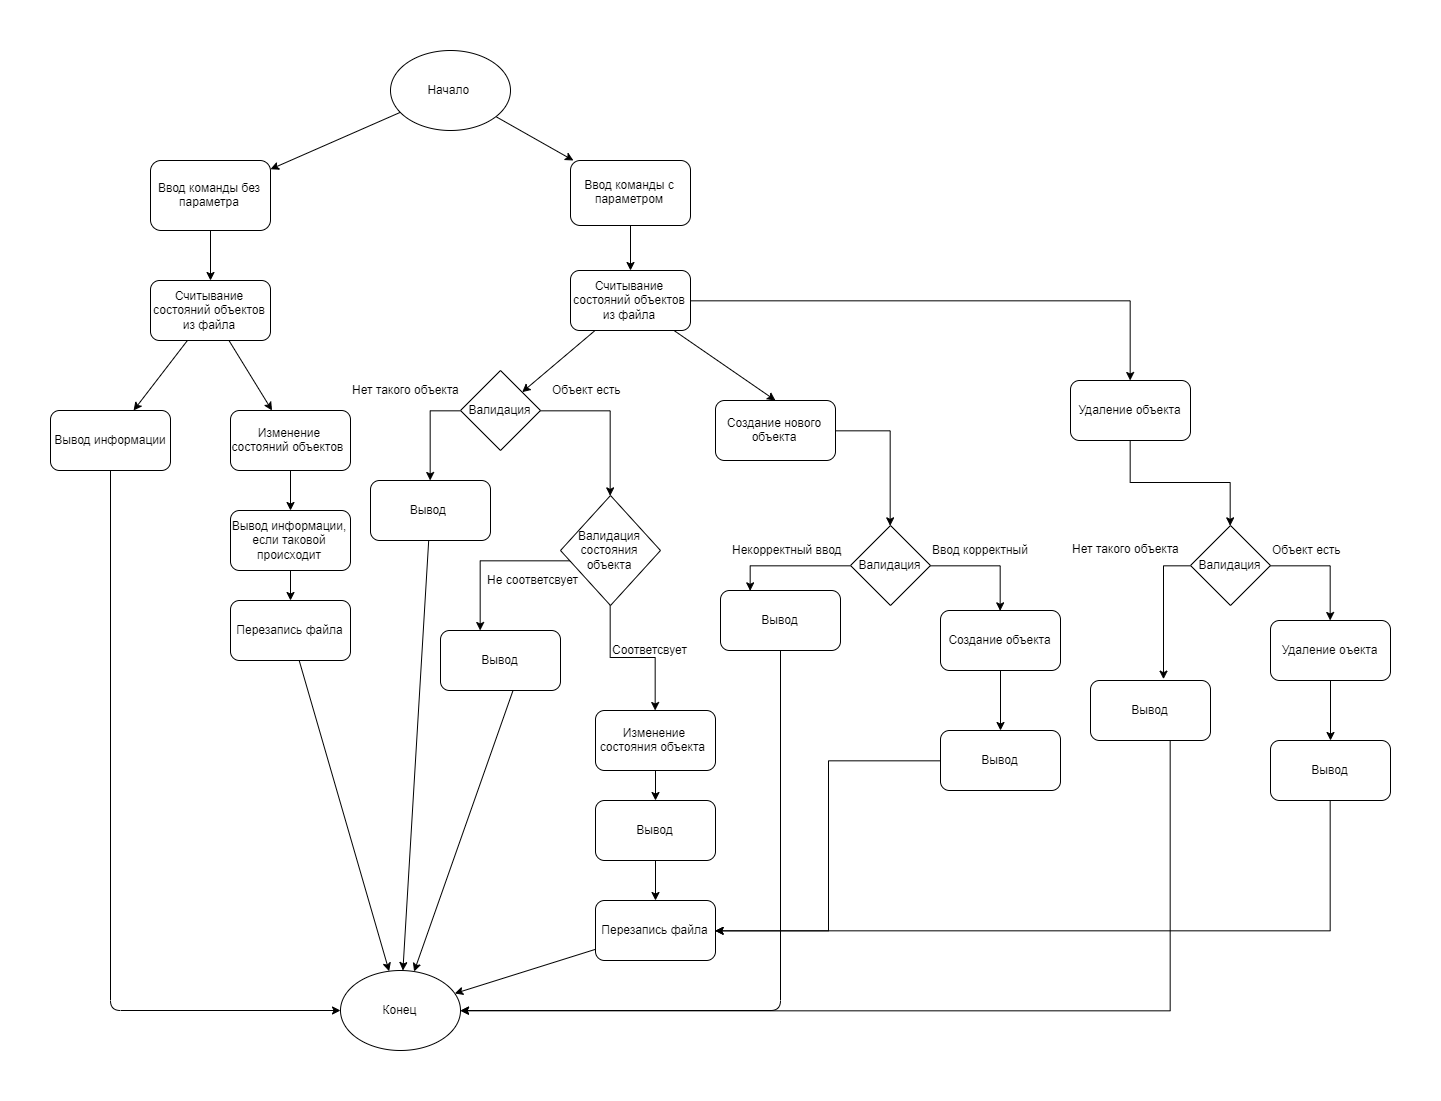 Начало
Ввод команды без
параметра
Ввод команды с
параметром
Считывание
состояний объектов
из файла
Считывание
состояний объектов
из файла
Нет такого объекта
Валидация
Объект есть
Вывод информации
Изменение
состояний объектов
Создание нового
объекта
Удаление объекта
Вывод
Вывод информации,
если таковой
происходит
Валидация
состояния
объекта
Не соответсвует
Некорректный ввод
Валидация
Ввод корректный
Нет такого объекта
Валидация
Объект есть
Перезапись файла
Вывод
Соответсвует
Вывод
Создание объекта
Удаление оъекта
Вывод
Изменение
состояния объекта
Вывод
Вывод
Вывод
Перезапись файла
Конец